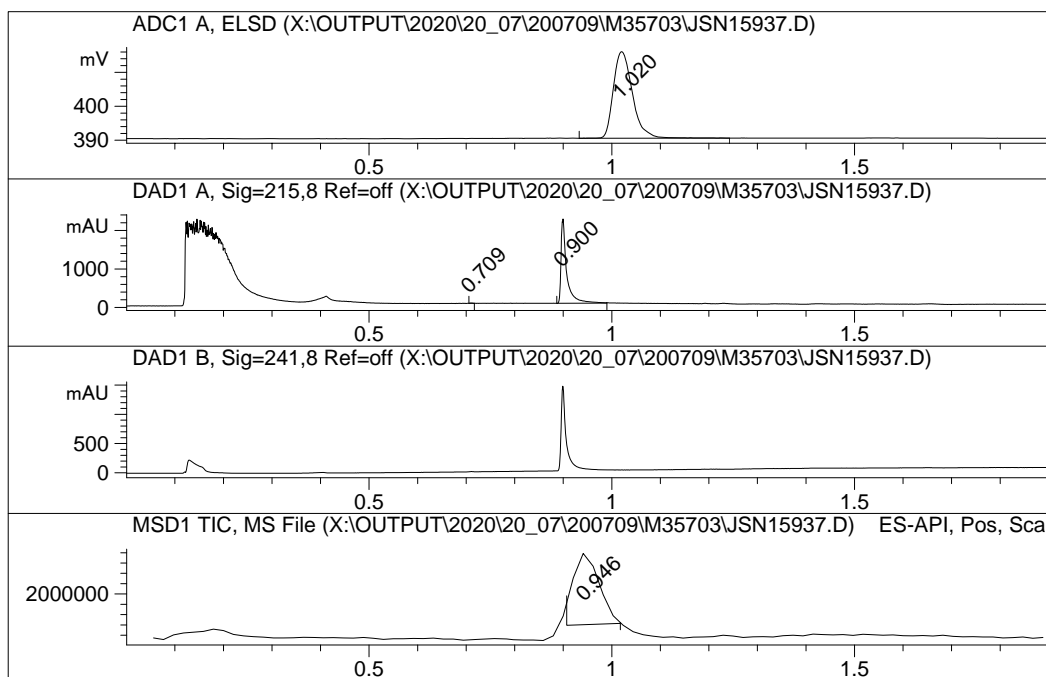 ADC1 A, ELSD (X:\OUTPUT\2020\20_07\200709\M35703\JSN15937.D)
mV
400
390
1.020
0.5 1 1.5
DAD1 A, Sig=215,8 Ref=off (X:\OUTPUT\2020\20_07\200709\M35703\JSN15937.D)
mAU
1000
0
0.709
0.900
0.5 1 1.5
DAD1 B, Sig=241,8 Ref=off (X:\OUTPUT\2020\20_07\200709\M35703\JSN15937.D)
mAU
500
0
0.5 1 1.5
MSD1 TIC, MS File (X:\OUTPUT\2020\20_07\200709\M35703\JSN15937.D) ES-API, Pos, Sca
2000000
0.946
0.5 1 1.5